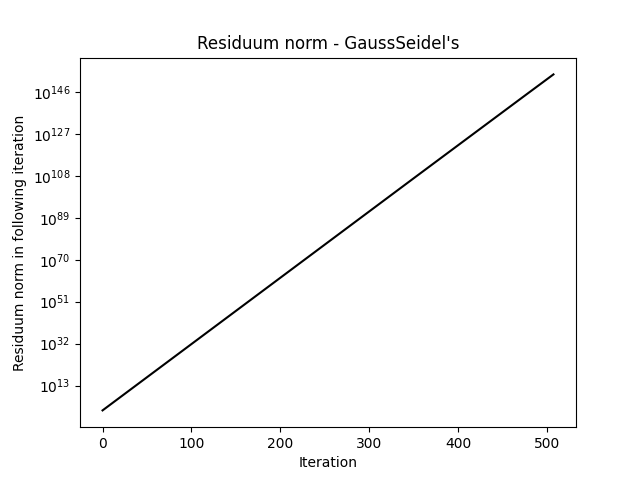 Residuum norm - GaussSeidel's
Residuum norm in following iteration
10^146
10^127
10^108
10^89
10^70
10^51
10^32
10^13
0 100 200 300 400 500
Iteration